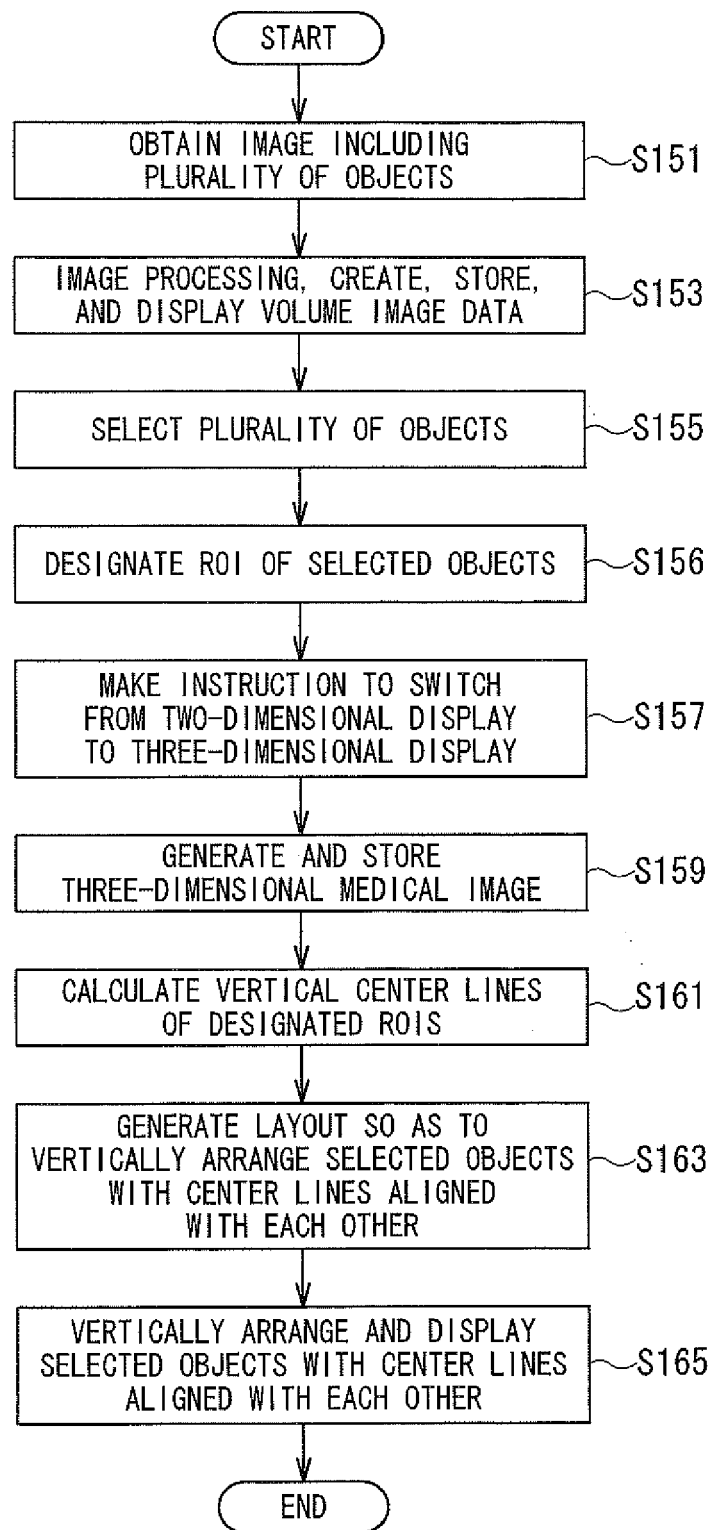 START
OBTAIN IMAGE INCLUDING
PLURALITY OF OBJECTS
S151
IMAGE PROCESSING, CREATE, STORE,
AND DISPLAY VOLUME IMAGE DATA
S153
SELECT PLURALITY OF OBJECTS
S155
DESIGNATE ROI OF SELECTED OBJECTS
S156
MAKE INSTRUCTION TO SWITCH
FROM TWO-DIMENSIONAL DISPLAY
TO THREE-DIMENSIONAL DISPLAY
S157
GENERATE AND STORE
THREE-DIMENSIONAL MEDICAL IMAGE
S159
CALCULATE VERTICAL CENTER LINES
OF DESIGNATED ROIS
S161
GENERATE LAYOUT SO AS TO
VERTICALLY ARRANGE SELECTED OBJECTS
WITH CENTER LINES ALIGNED
WITH EACH OTHER
S163
VERTICALLY ARRANGE AND DISPLAY
SELECTED OBJECTS WITH CENTER LINES
ALIGNED WITH EACH OTHER
S165
END